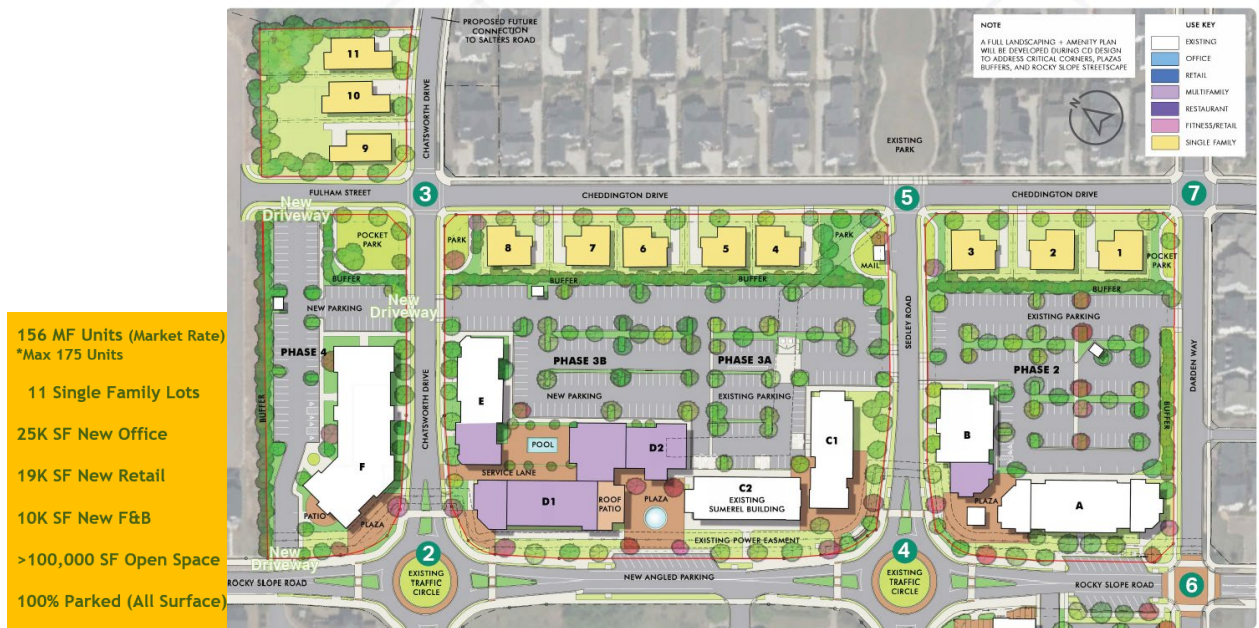 156 MF Units (Market Rate)
*Max 175 Units
11 Single Family Lots
25K SF New Office
19K SF New Retail
10K SF New F&B
>100,000 SF Open Space
100% Parked (All Surface)
PROPOSED FUTURE
CONNECTION
TO SALTERS ROAD
NOTE
A FULL LANDSCAPING + AMENITY PLAN
WILL BE DEVELOPED DURING CD DESIGN
TO ADDRESS CRITICAL CORNERS, PLAZAS
BUFFERS, AND ROCKY SLOPE STREETSCAPE
USE KEY
EXISTING
OFFICE
RETAIL
MULTIFAMILY
RESTAURANT
FITNESS/RETAIL
SINGLE FAMILY
N
11
10
9
CHATSWORTH DRIVE
EXISTING
PARK
FULHAM STREET
3
CHEDDINGTON DRIVE
5
CHEDDINGTON DRIVE
7
New
Driveway
POCKET
PARK
PARK
8
7
6
5
4
PARK
MAIL
3
2
1
POCKET
PARK
BUFFER
BUFFER
BUFFER
BUFFER
New
Driveway
NEW PARKING
EXISTING PARKING
SEDLEY ROAD
DARDEN WAY
PHASE 4
PHASE 3B
PHASE 3A
PHASE 2
NEW PARKING
EXISTING PARKING
BUFFER
BUFFER
CHATSWORTH DRIVE
E
F
POOL
D2
C1
B
SERVICE LANE
D1
ROOF
PATIO
PLAZA
C2
EXISTING
SUMEREL BUILDING
PLAZA
A
PATIO
PLAZA
EXISTING POWER EASMENT
New
Driveway
2
4
EXISTING
TRAFFIC
CIRCLE
EXISTING
TRAFFIC
CIRCLE
ROCKY SLOPE ROAD
NEW ANGLED PARKING
ROCKY SLOPE ROAD
6